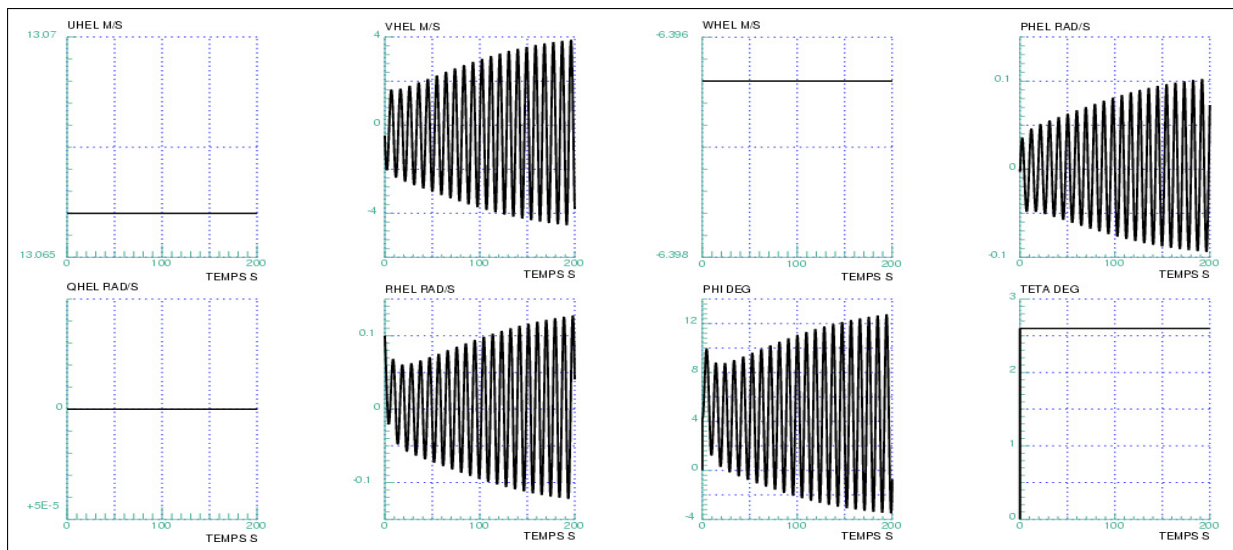 UHEL M/S
13.07
13.065
0
100
200
TEMPS S
VHEL M/S
4
0
-4
0
100
200
TEMPS S
WHEL M/S
-6.396
-6.398
0
100
200
TEMPS S
PHEL RAD/S
0.1
0
-0.1
0
100
200
TEMPS S
QHEL RAD/S
0
+5E-5
0
100
200
TEMPS S
RHEL RAD/S
0.1
0
-0.1
0
100
200
TEMPS S
PHI DEG
12
8
4
0
-4
0
100
200
TEMPS S
TETA DEG
3
2
1
0
0
100
200
TEMPS S